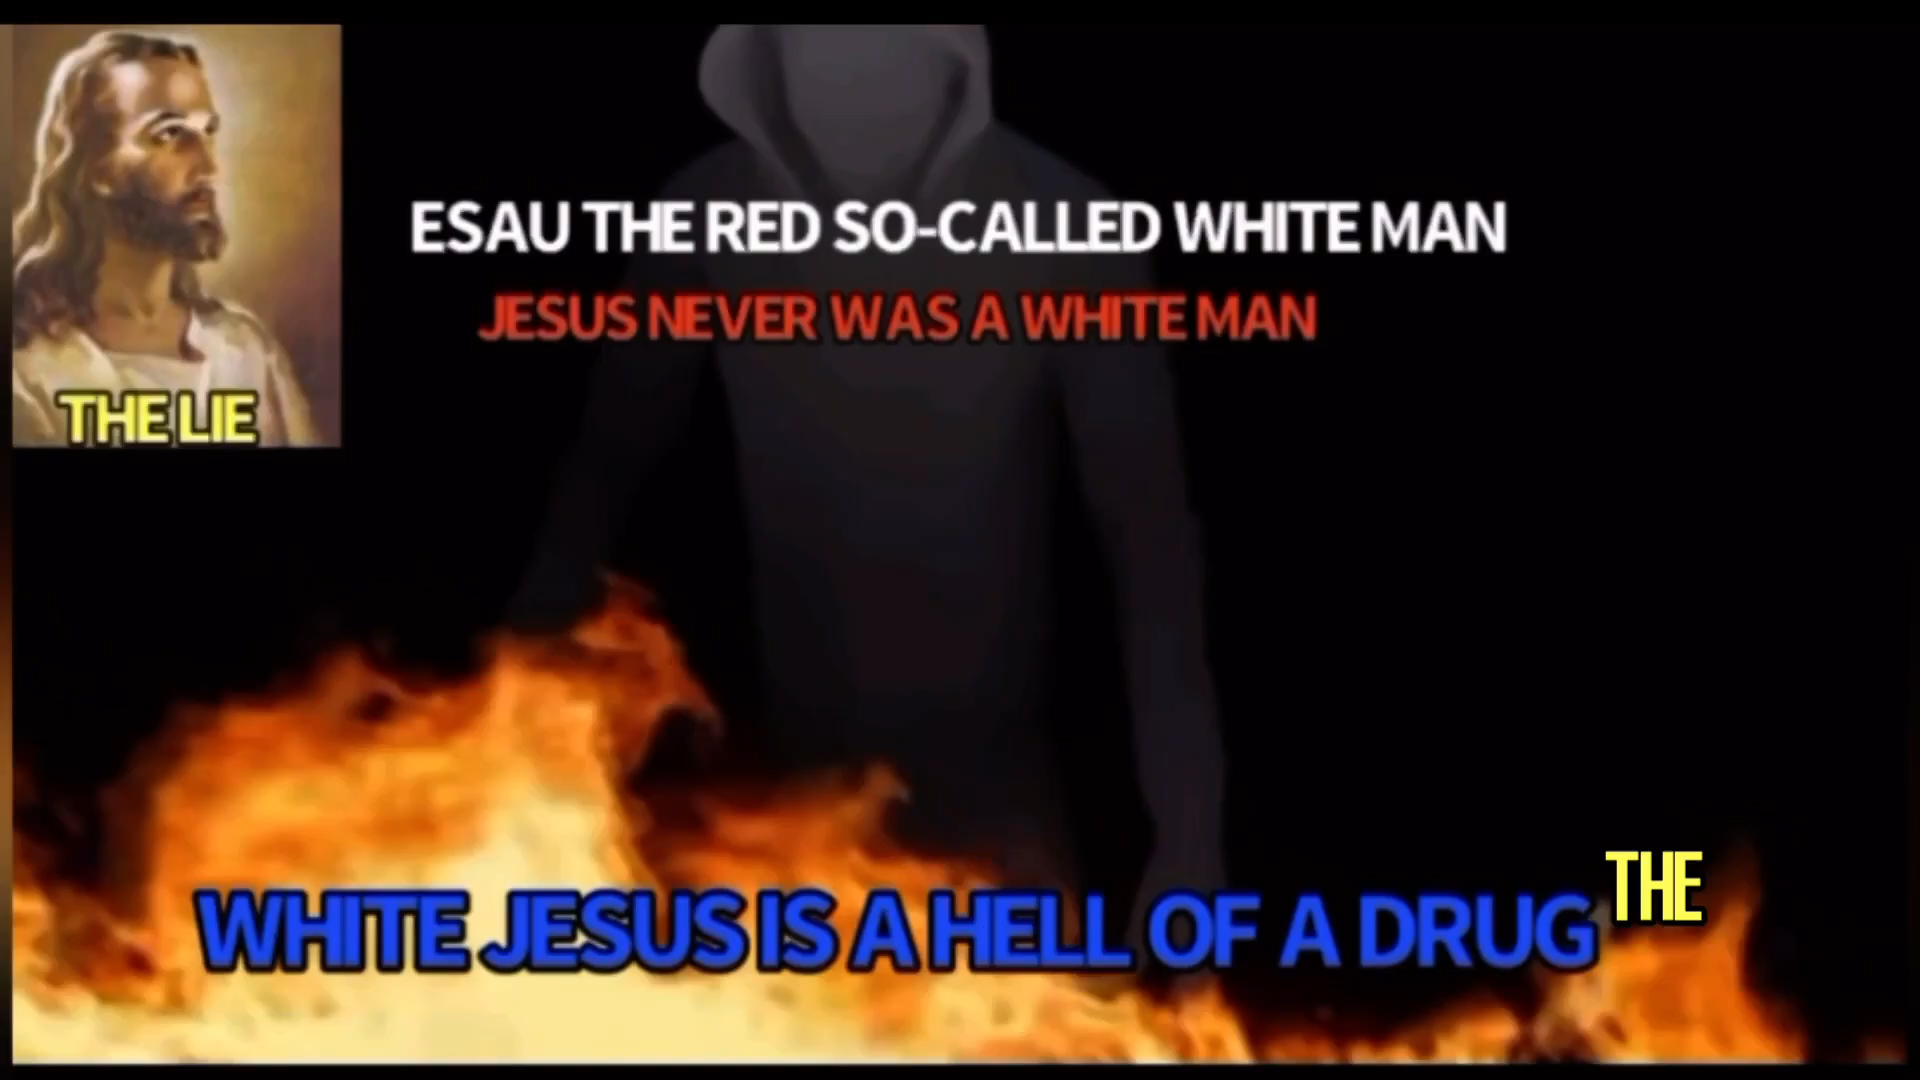 ESAU THE RED SO-CALLED WHITE MAN
JESUS NEVER WAS A WHITE MAN
THE LIE
THE
WHITE JESUS IS A HELL OF A DRUG